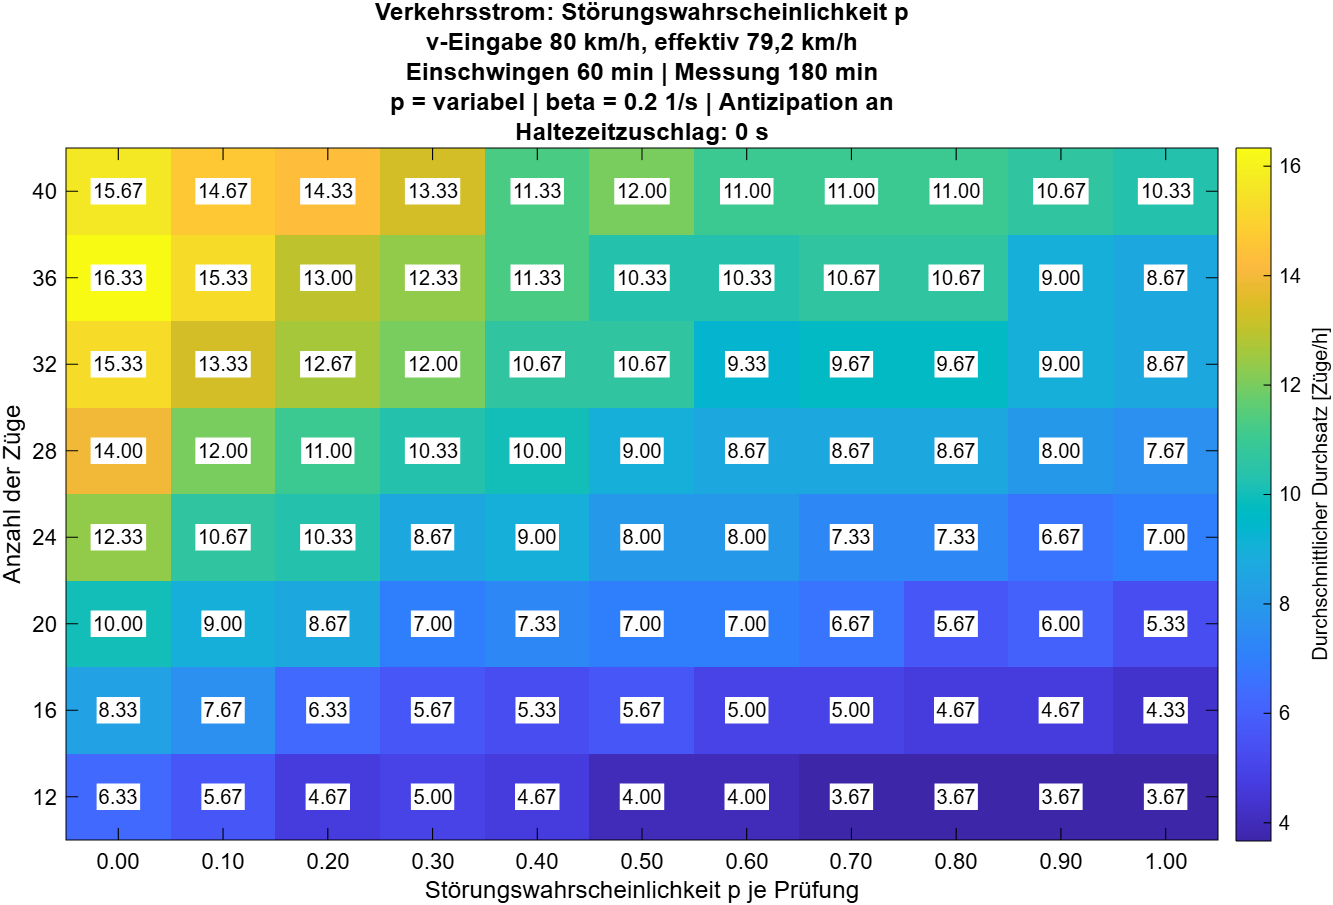 Verkehrsstrom: Störungswahrscheinlichkeit p
v-Eingabe 80 km/h, effektiv 79,2 km/h
Einschwingen 60 min | Messung 180 min
p = variabel | beta = 0.2 1/s | Antizipation an
Haltezeitzuschlag: 0 s
Anzahl der Züge
40 15.67 14.67 14.33 13.33 11.33 12.00 11.00 11.00 11.00 10.67 10.33
36 16.33 15.33 13.00 12.33 11.33 10.33 10.33 10.67 10.67 9.00 8.67
32 15.33 13.33 12.67 12.00 10.67 10.67 9.33 9.67 9.67 9.00 8.67
28 14.00 12.00 11.00 10.33 10.00 9.00 8.67 8.67 8.67 8.00 7.67
24 12.33 10.67 10.33 8.67 9.00 8.00 8.00 7.33 7.33 6.67 7.00
20 10.00 9.00 8.67 7.00 7.33 7.00 7.00 6.67 5.67 6.00 5.33
16 8.33 7.67 6.33 5.67 5.33 5.67 5.00 5.00 4.67 4.67 4.33
12 6.33 5.67 4.67 5.00 4.67 4.00 4.00 3.67 3.67 3.67 3.67
0.00 0.10 0.20 0.30 0.40 0.50 0.60 0.70 0.80 0.90 1.00
Störungswahrscheinlichkeit p je Prüfung
16
14
12
10
8
6
4
Durchschnittlicher Durchsatz [Züge/h]